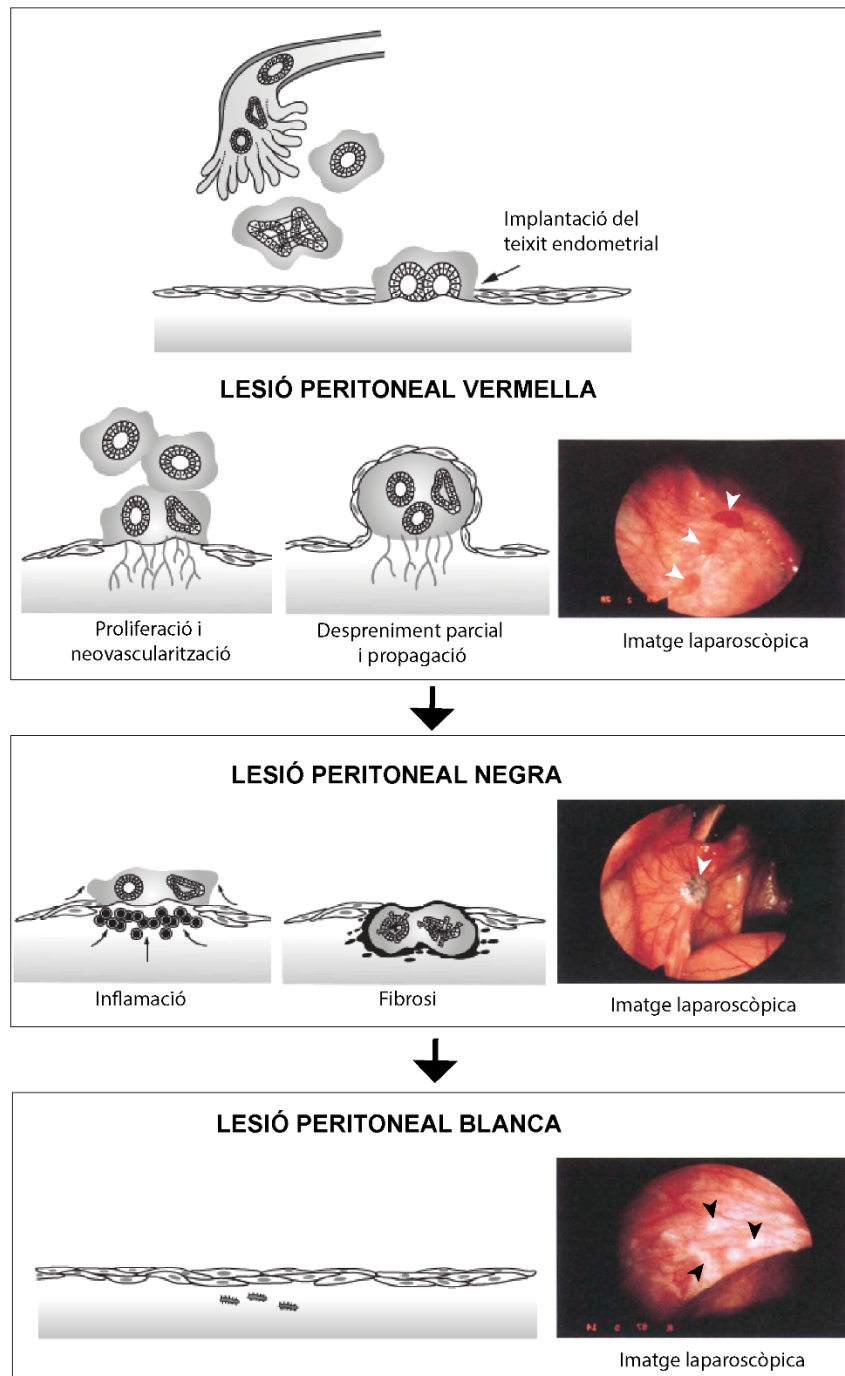 Implantació del
teixit endometrial
LESIÓ PERITONEAL VERMELLA
Proliferació i
neovascularització
Despreniment parcial
i propagació
Imatge laparoscòpica
LESIÓ PERITONEAL NEGRA
Inflamació
Fibrosi
Imatge laparoscòpica
LESIÓ PERITONEAL BLANCA
Imatge laparoscòpica